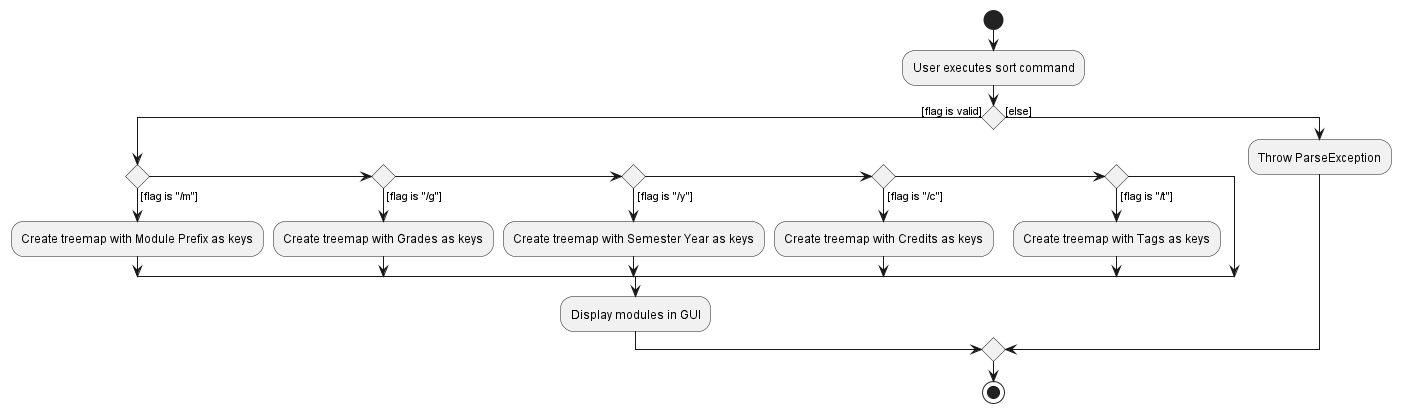 User executes sort command
[flag is valid]
[else]
Throw ParseException
[flag is "/m"]
[flag is "/g"]
[flag is "/y"]
[flag is "/c"]
[flag is "/t"]
Create treemap with Module Prefix as keys
Create treemap with Grades as keys
Create treemap with Semester Year as keys
Create treemap with Credits as keys
Create treemap with Tags as keys
Display modules in GUI